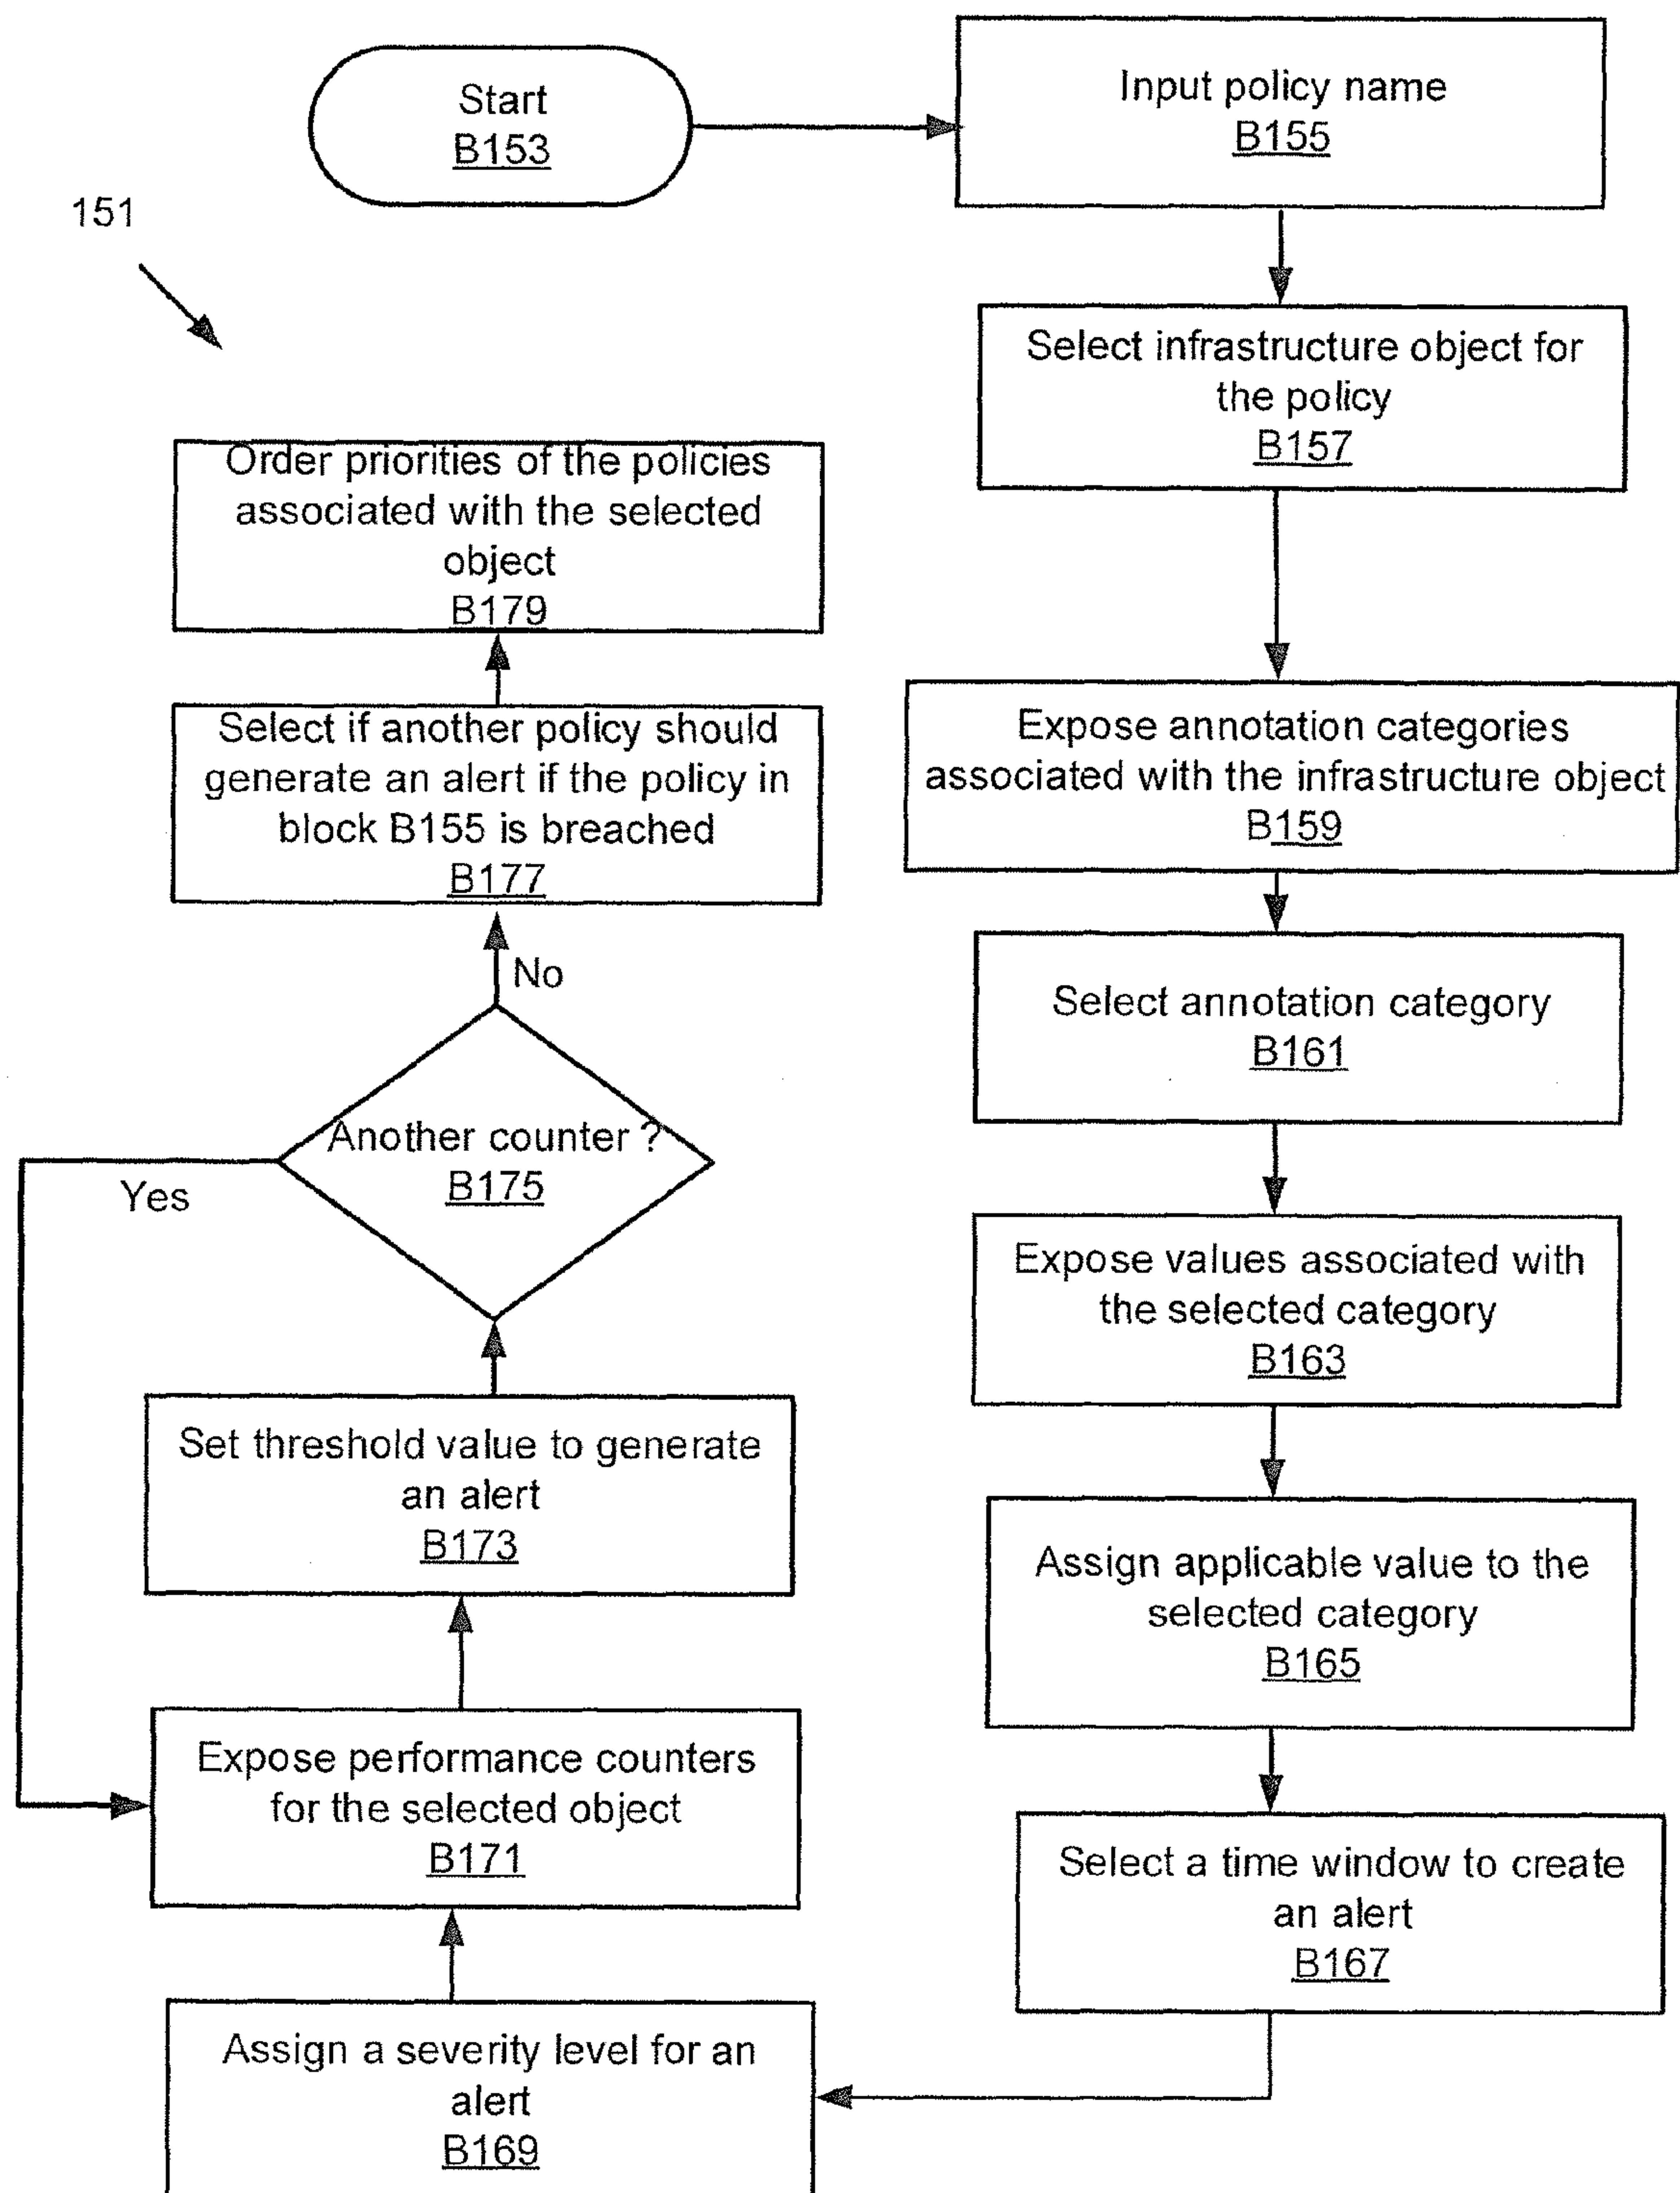 Start
B153
Input policy name
B155
151
Select infrastructure object for
the policy
B157
Expose annotation categories
associated with the infrastructure object
B159
Select annotation category
B161
Expose values associated with
the selected category
B163
Assign applicable value to the
selected category
B165
Select a time window to create
an alert
B167
Assign a severity level for an
alert
B169
Expose performance counters
for the selected object
B171
Set threshold value to generate
an alert
B173
Another counter ?
B175
Yes
No
Select if another policy should
generate an alert if the policy in
block B155 is breached
B177
Order priorities of the policies
associated with the selected
object
B179